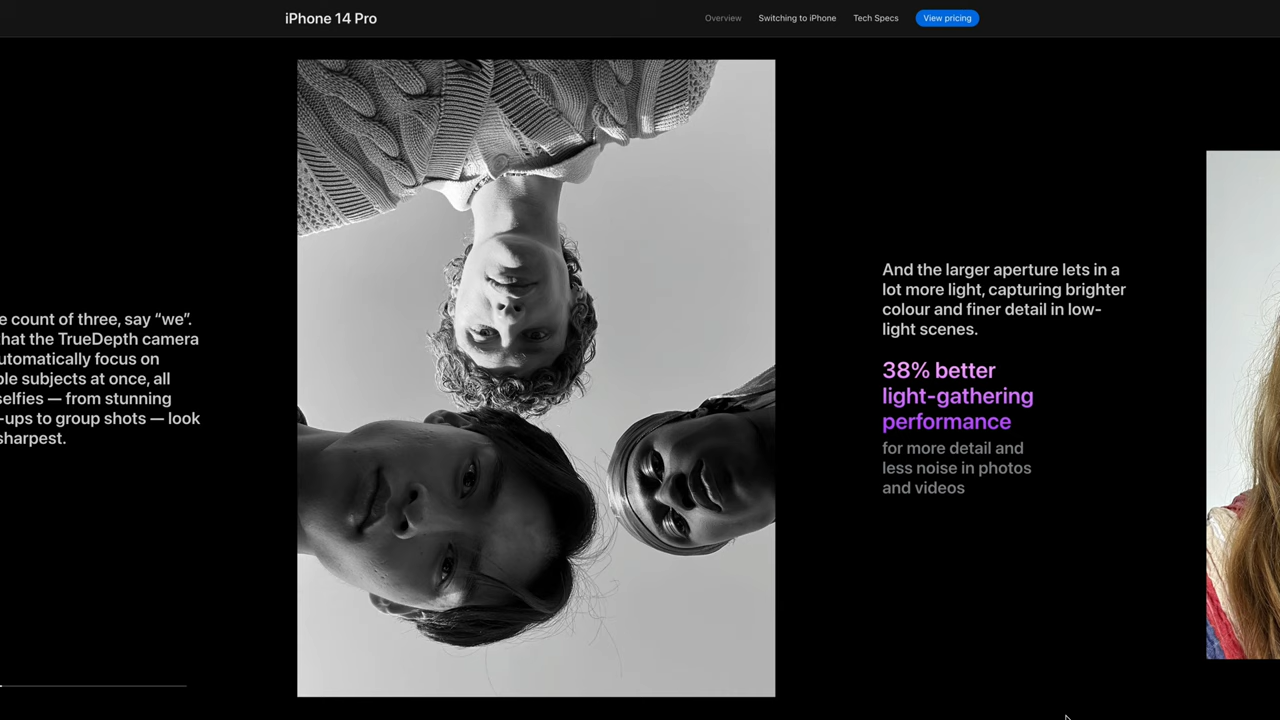 iPhone 14 Pro
Overview
Switching to iPhone
Tech Specs
View pricing
count of three, say “we”.
that the TrueDepth camera
focus on
subjects at once, all
selfies — from stunning
-ups to group shots — look
sharpest.
And the larger aperture lets in a
lot more light, capturing brighter
colour and finer detail in low-
light scenes.
38% better
light-gathering
performance
for more detail and
less noise in photos
and videos